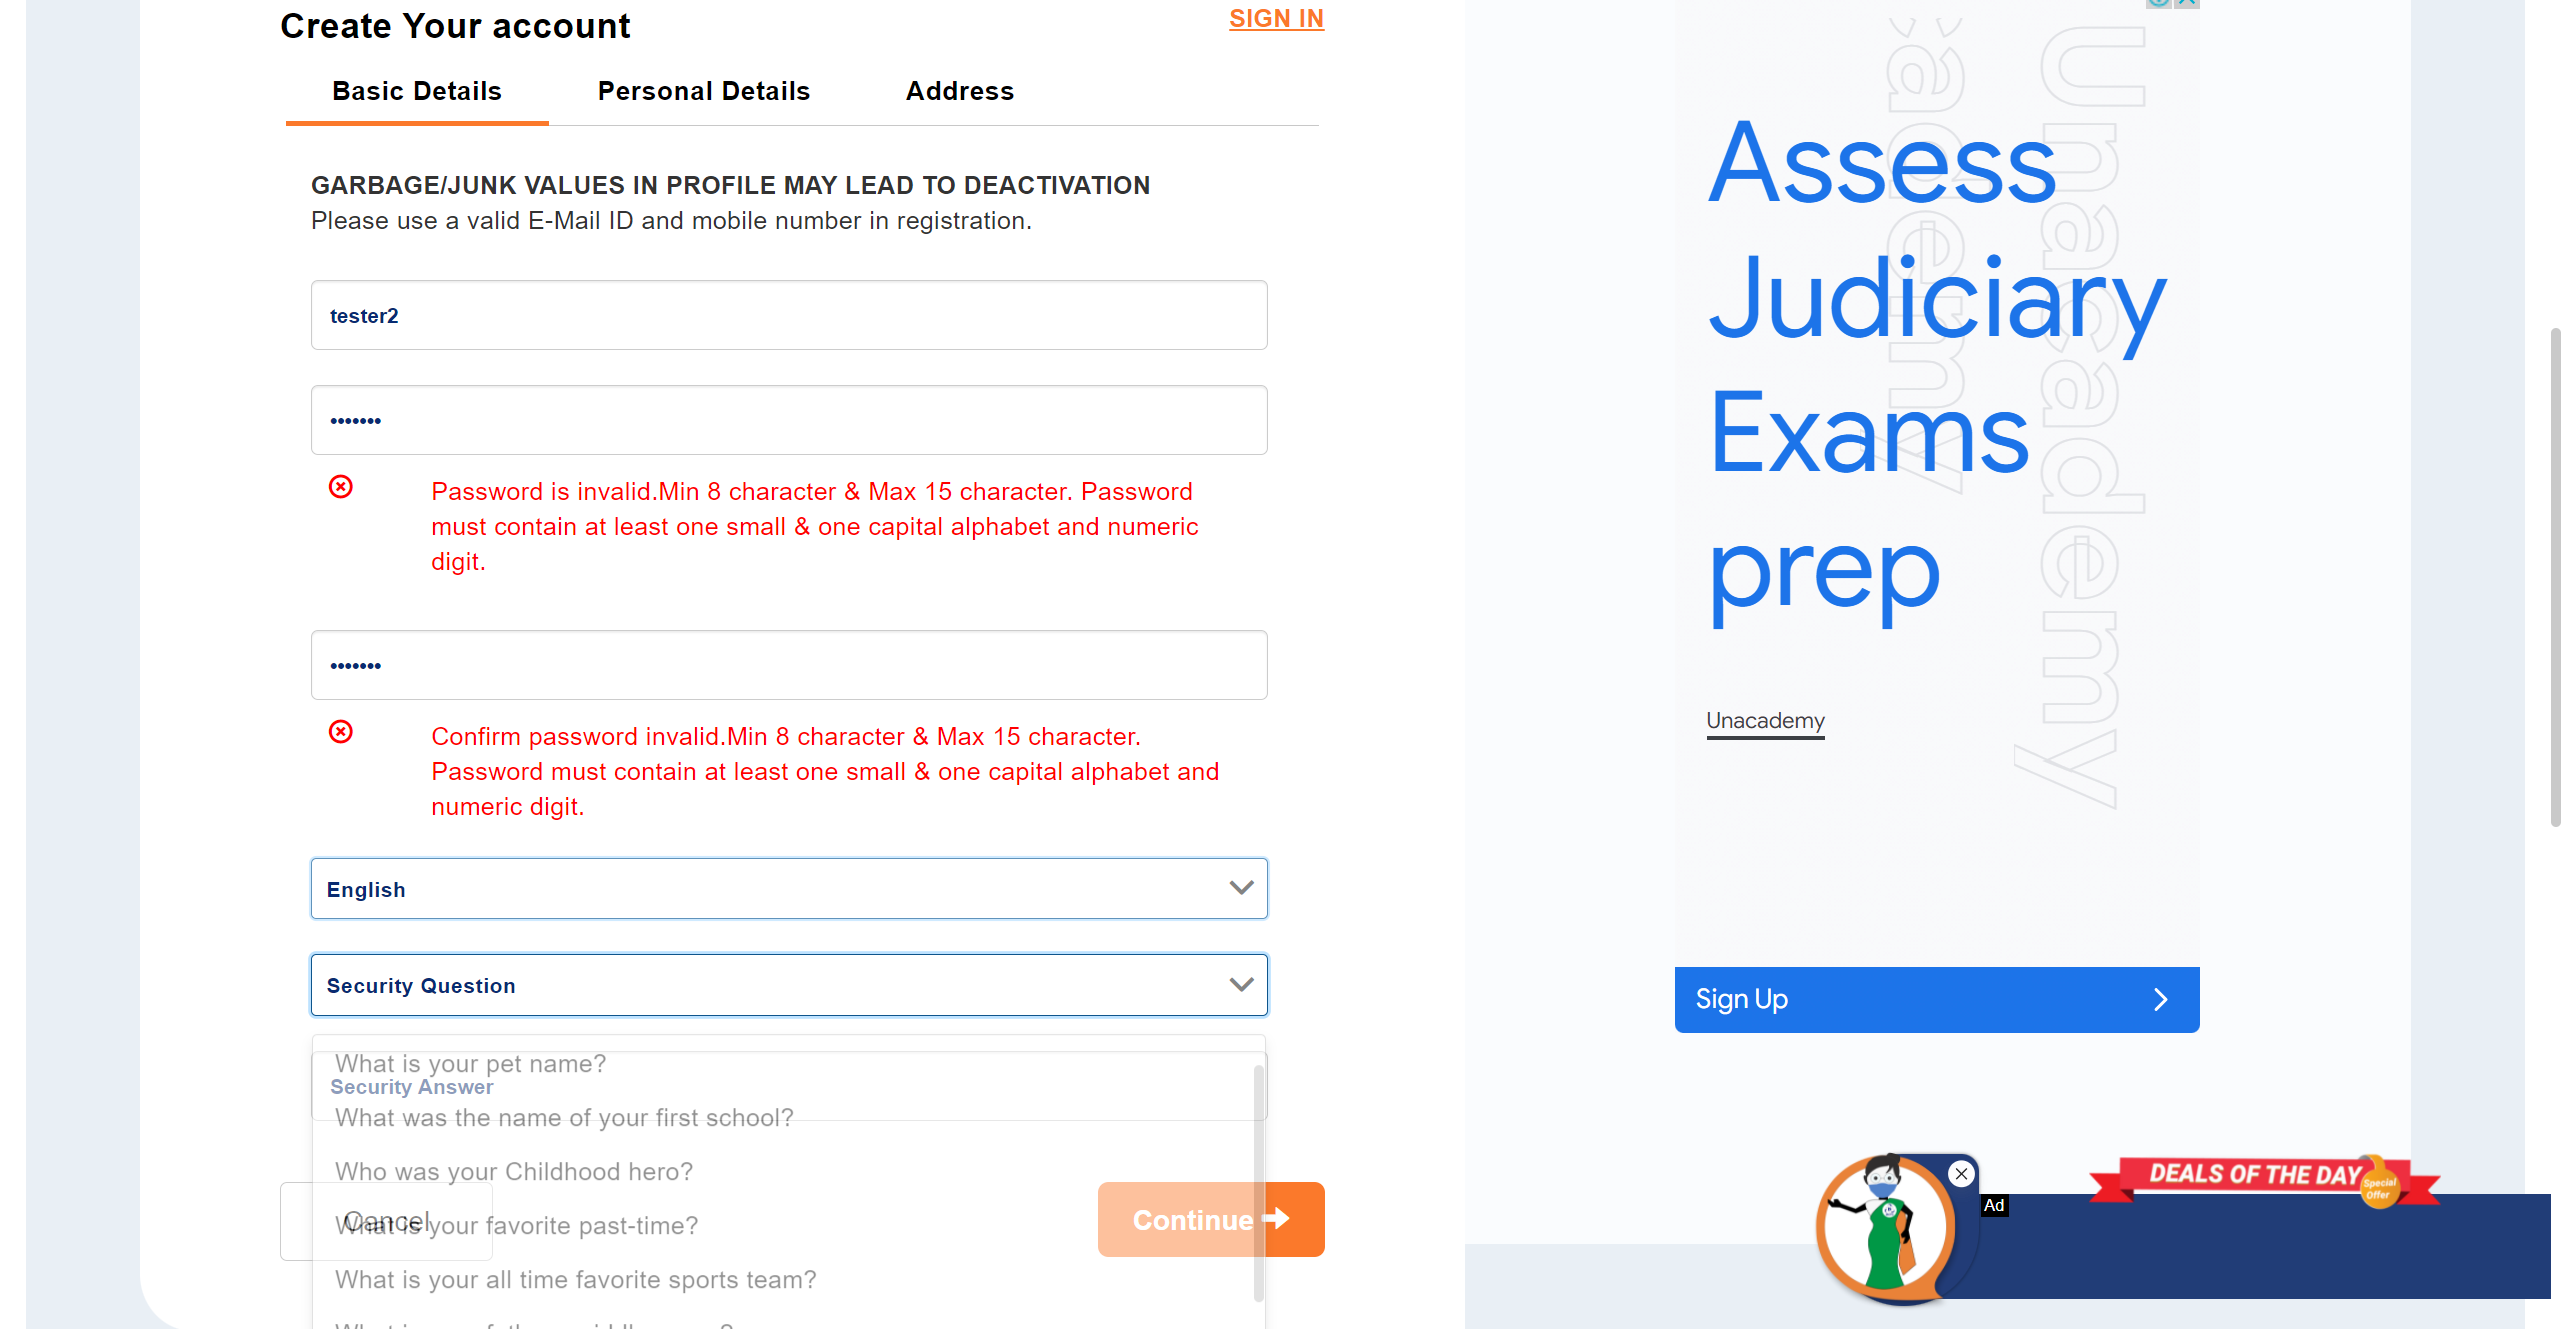 Create Your account
SIGN IN
Basic Details
Personal Details
Address
GARBAGE/JUNK VALUES IN PROFILE MAY LEAD TO DEACTIVATION
Please use a valid E-Mail ID and mobile number in registration.
tester2
•••••••
Password is invalid.Min 8 character & Max 15 character. Password
must contain at least one small & one capital alphabet and numeric
digit.
•••••••
Confirm password invalid.Min 8 character & Max 15 character.
Password must contain at least one small & one capital alphabet and
numeric digit.
English
Security Question
What is your pet name?
Security Answer
What was the name of your first school?
Who was your Childhood hero?
Cancel
What is your favorite past-time?
Continue
What is your all time favorite sports team?
Unacademy
Assess
Judiciary
Exams
prep
Unacademy
Sign Up
Ad
DEALS OF THE DAY
Special
Offer